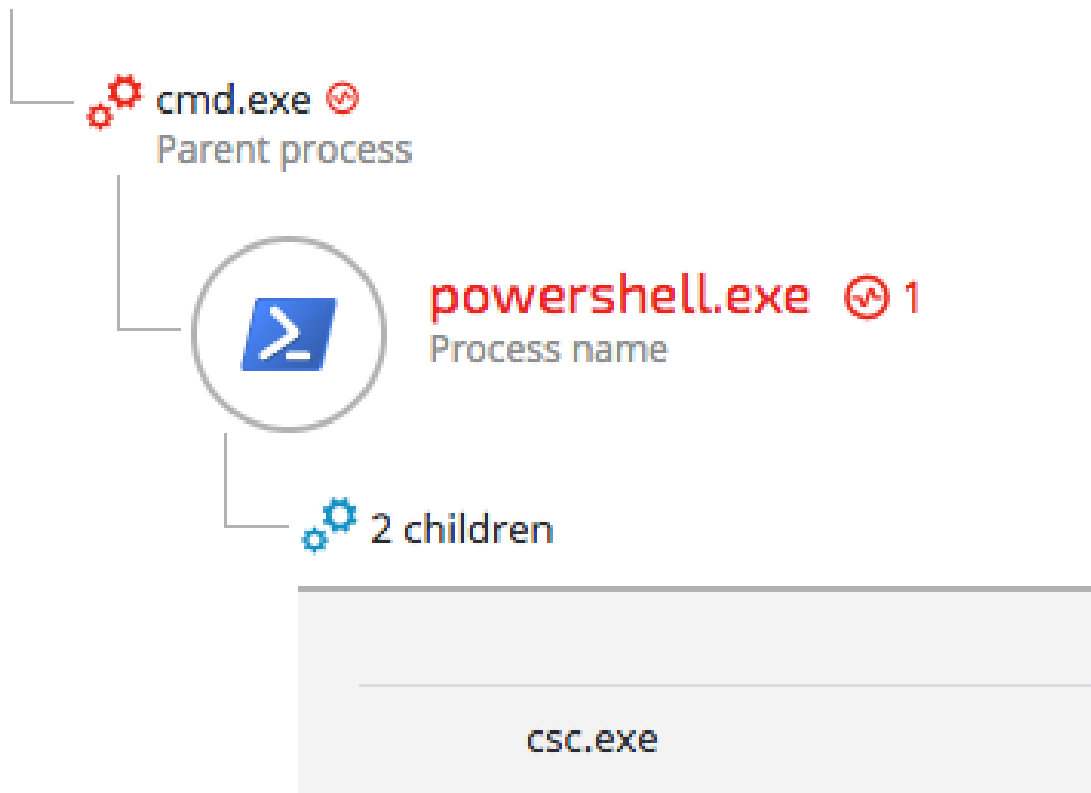 cmd.exe
Parent process
powershell.exe 1
Process name
2 children
csc.exe